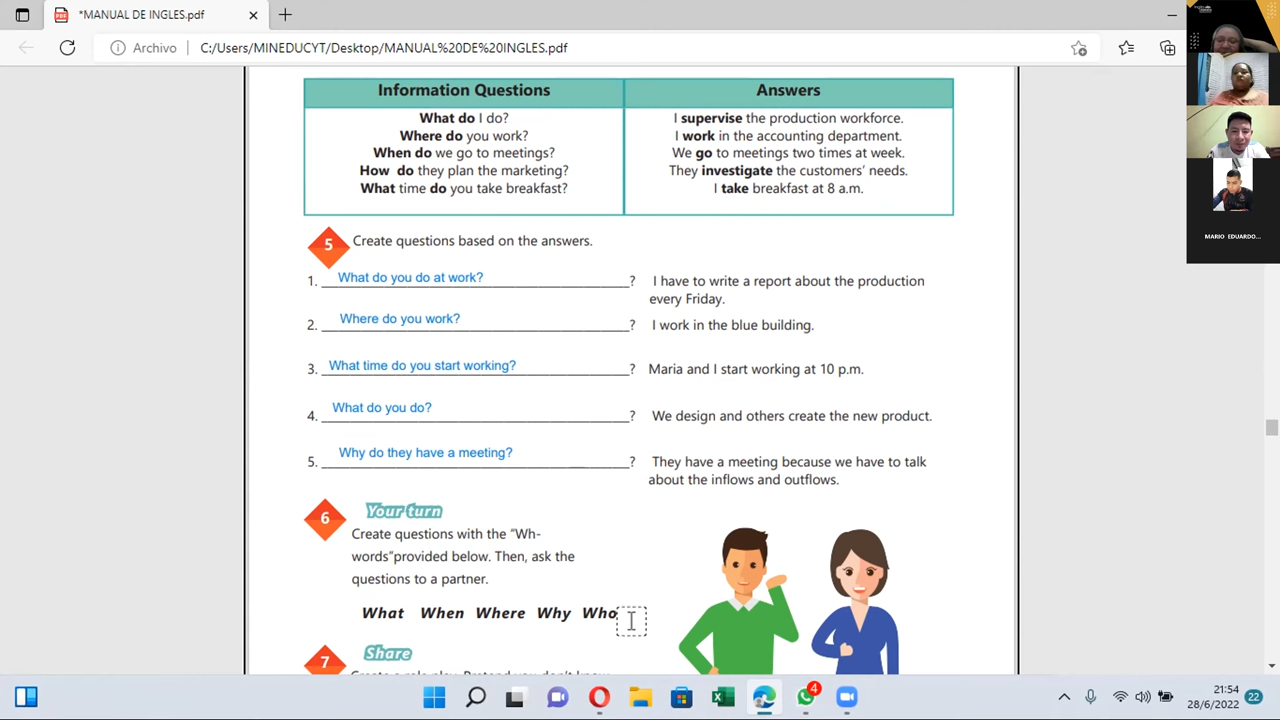 *MANUAL DE INGLES.pdf
Archivo
C:/Users/MINEDUCYT/Desktop/MANUAL%20DE%20INGLES.pdf
Information Questions
Answers
What do I do?
I supervise the production workforce.
Where do you work?
I work in the accounting department.
When do we go to meetings?
We go to meetings two times at week.
How do they plan the marketing?
They investigate the customers' needs.
What time do you take breakfast?
I take breakfast at 8 a.m.
5 Create questions based on the answers.
1. What do you do at work? ? I have to write a report about the production
every Friday.
2. Where do you work? ? I work in the blue building.
3. What time do you start working? ? Maria and I start working at 10 p.m.
4. What do you do? ? We design and others create the new product.
5. Why do they have a meeting? ? They have a meeting because we have to talk
about the inflows and outflows.
6 Your turn
Create questions with the "Wh-
words"provided below. Then, ask the
questions to a partner.
What When Where Why Who
7 Share
MARIO EDUARDO...
4
21:54
28/6/2022
22